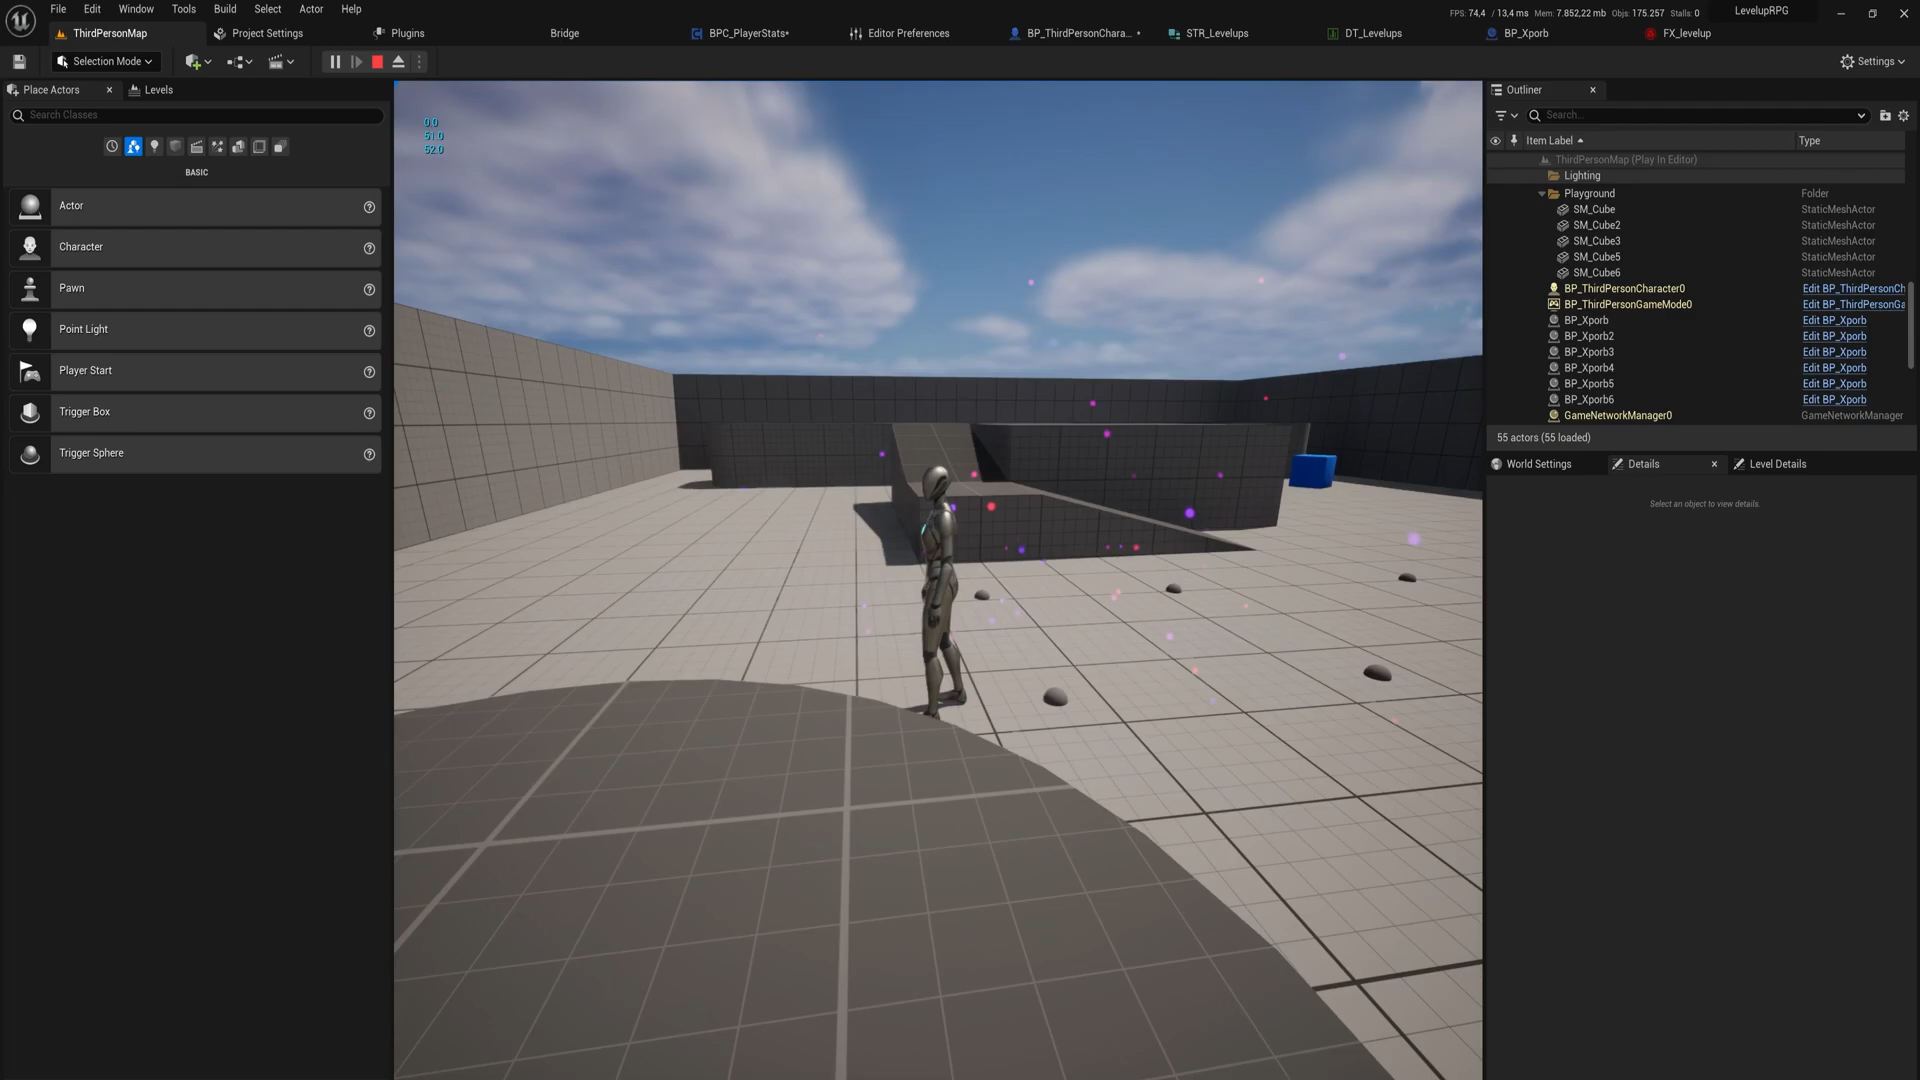 File Edit Window Tools Build Select Actor Help
FPS: 74,4 / 13,4 ms Mem: 7.852,22 mb Objs: 175.257 Stalls: 0
LevelupRPG
ThirdPersonMap
Project Settings
Plugins
Bridge
BPC_PlayerStats*
Editor Preferences
BP_ThirdPersonChara... *
STR_Levelups
DT_Levelups
BP_Xporb
FX_levelup
Selection Mode
Settings
Place Actors
Levels
Search Classes
BASIC
Actor
Character
Pawn
Point Light
Player Start
Trigger Box
Trigger Sphere
0.0
51.0
52.0
Outliner
Search...
Item Label Type
ThirdPersonMap (Play In Editor)
Lighting
Playground Folder
SM_Cube StaticMeshActor
SM_Cube2 StaticMeshActor
SM_Cube3 StaticMeshActor
SM_Cube5 StaticMeshActor
SM_Cube6 StaticMeshActor
BP_ThirdPersonCharacter0 Edit BP_ThirdPersonCh
BP_ThirdPersonGameMode0 Edit BP_ThirdPersonGa
BP_Xporb Edit BP_Xporb
BP_Xporb2 Edit BP_Xporb
BP_Xporb3 Edit BP_Xporb
BP_Xporb4 Edit BP_Xporb
BP_Xporb5 Edit BP_Xporb
BP_Xporb6 Edit BP_Xporb
GameNetworkManager0 GameNetworkManager
55 actors (55 loaded)
World Settings
Details
Level Details
Select an object to view details.